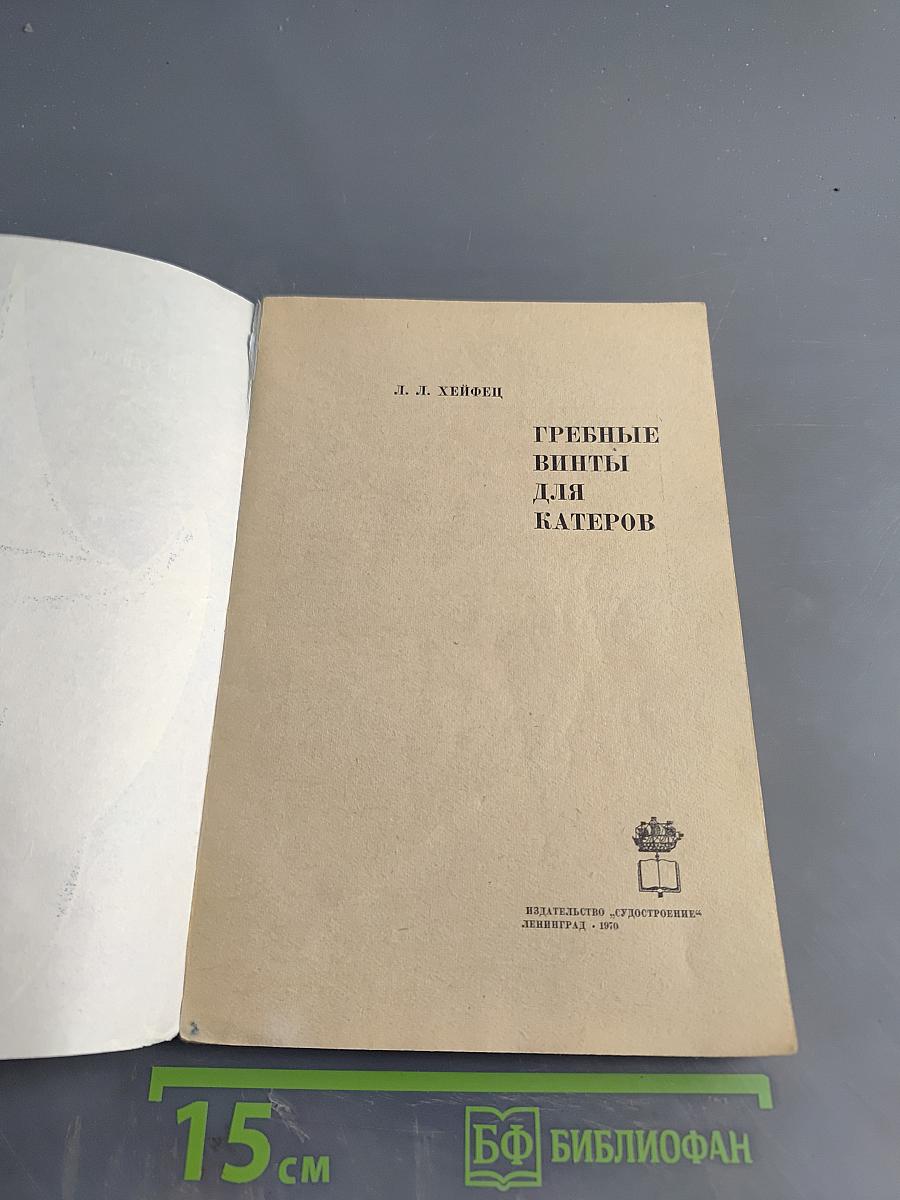 Л. Л. ХЕЙФЕЦ
ГРЕБНЫЕ
ВИНТЫ
ДЛЯ
КАТЕРОВ
ИЗДАТЕЛЬСТВО „СУДОСТРОЕНИЕ“
ЛЕНИНГРАД • 1970
15 см
БФ БИБЛИОФАН